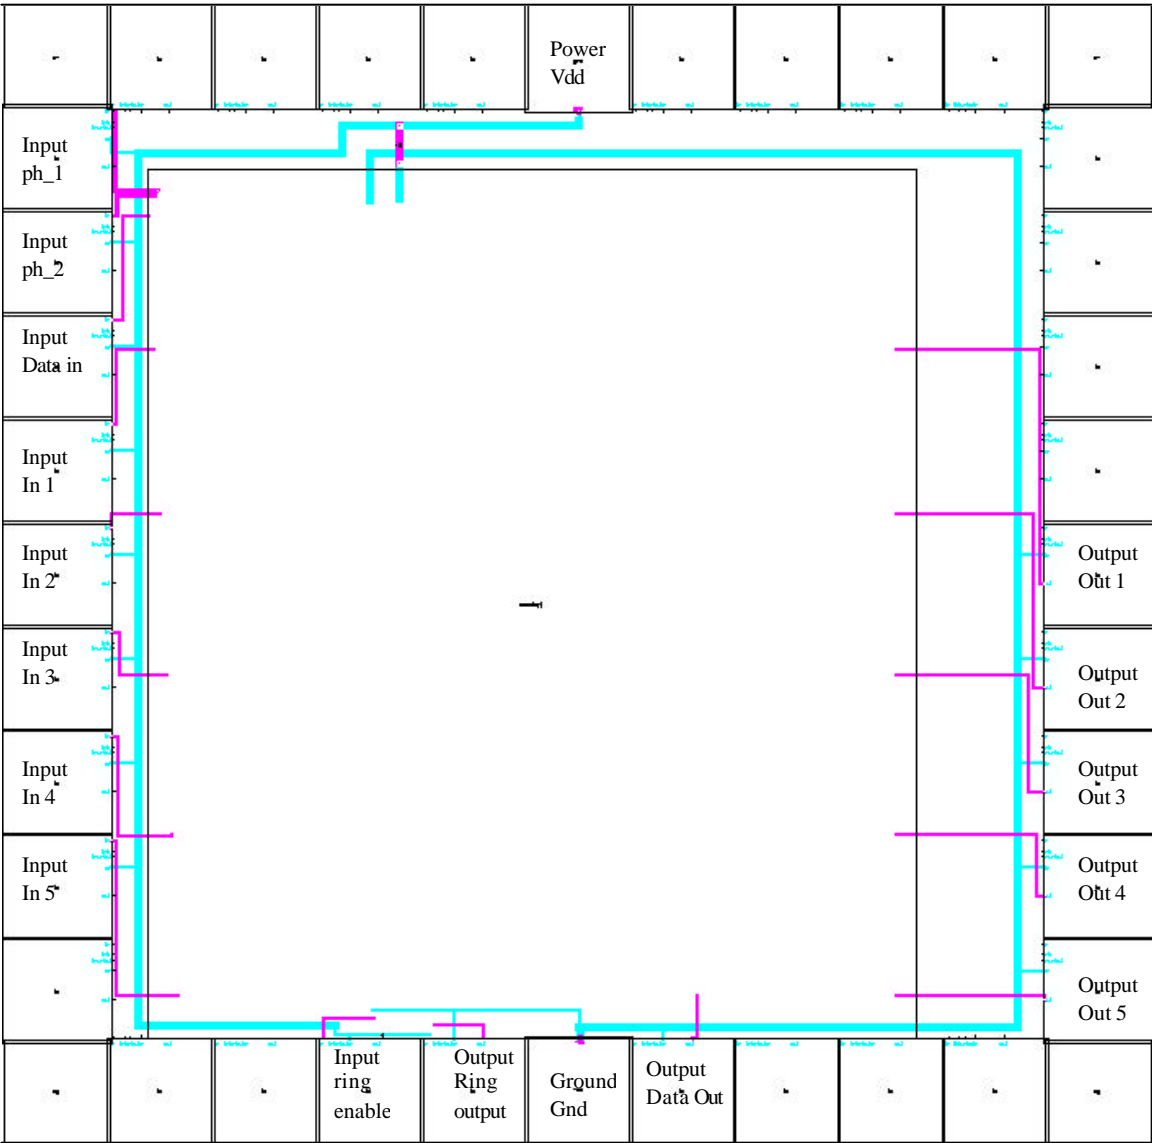 Power
Vdd
Input
ph_1
Input
ph_2
Input
Data in
Input
In 1
Input
In 2
Input
In 3
Input
In 4
Input
In 5
Output
Out 1
Output
Out 2
Output
Out 3
Output
Out 4
Output
Out 5
Input
ring
enable
Output
Ring
output
Ground
Gnd
Output
Data Out